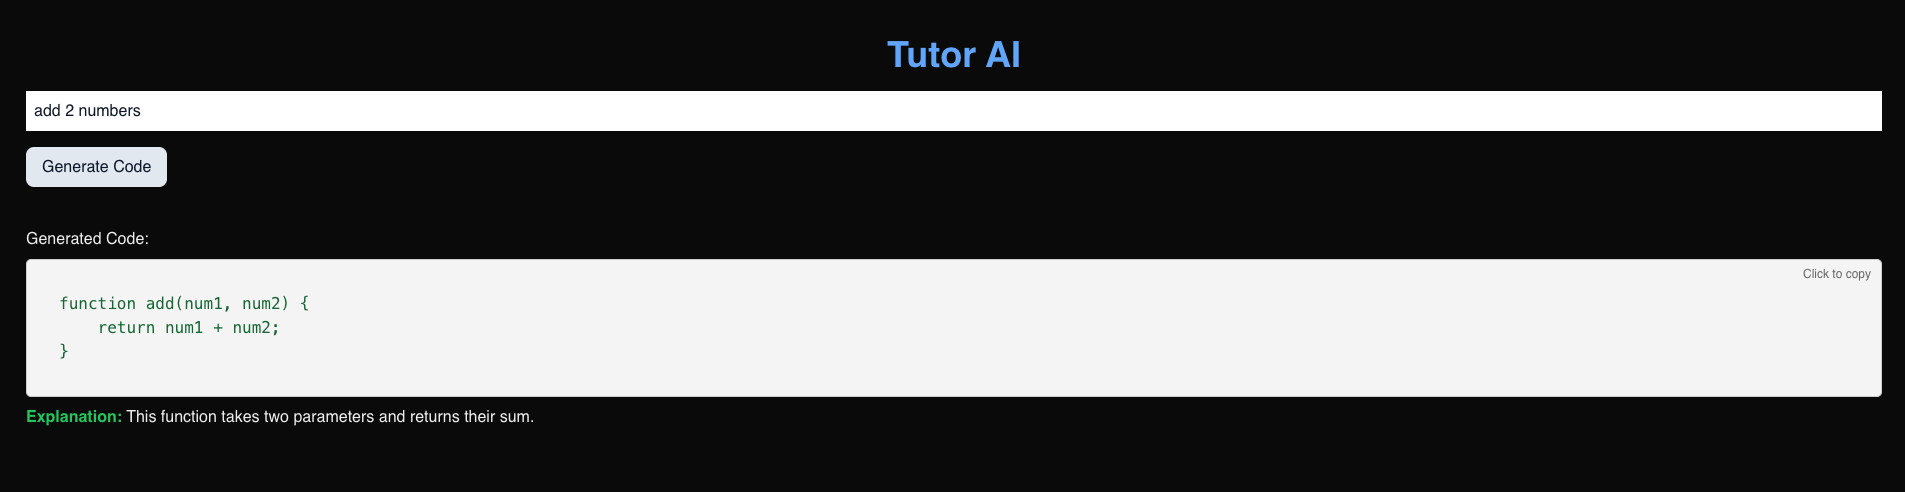 Tutor AI
add 2 numbers
Generate Code
Generated Code:
Click to copy
function add(num1, num2) {
    return num1 + num2;
}
Explanation: This function takes two parameters and returns their sum.